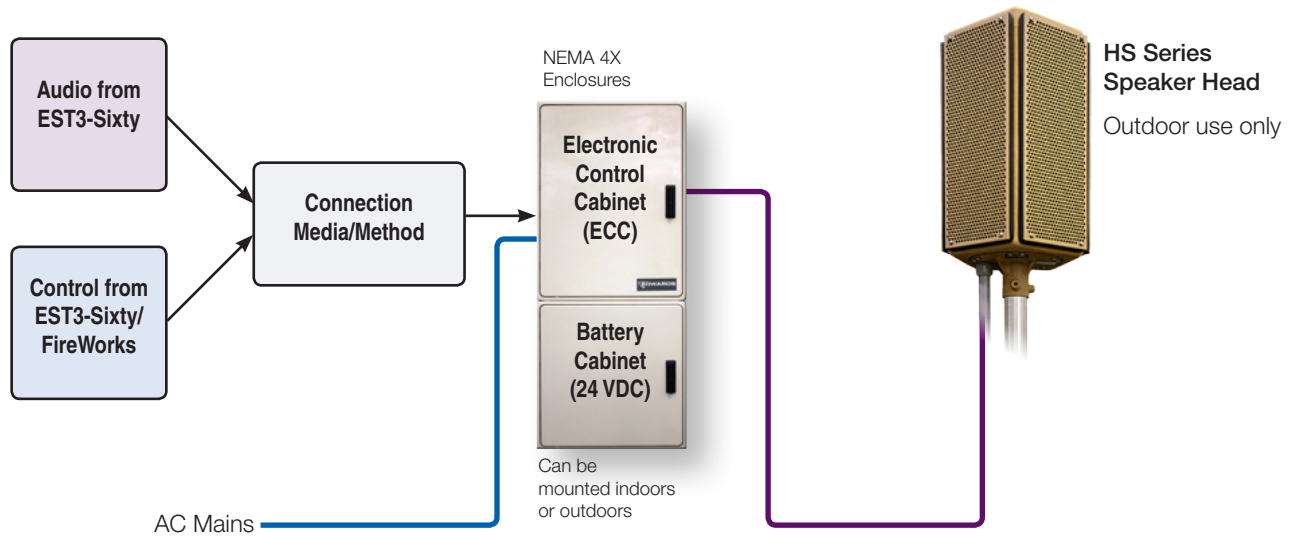 Audio from
EST3-Sixty
Control from
EST3-Sixty/
FireWorks
Connection
Media/Method
NEMA 4X
Enclosures
Electronic
Control
Cabinet
(ECC)
EDWARDS
Battery
Cabinet
(24 VDC)
Can be
mounted indoors
or outdoors
AC Mains
HS Series
Speaker Head
Outdoor use only